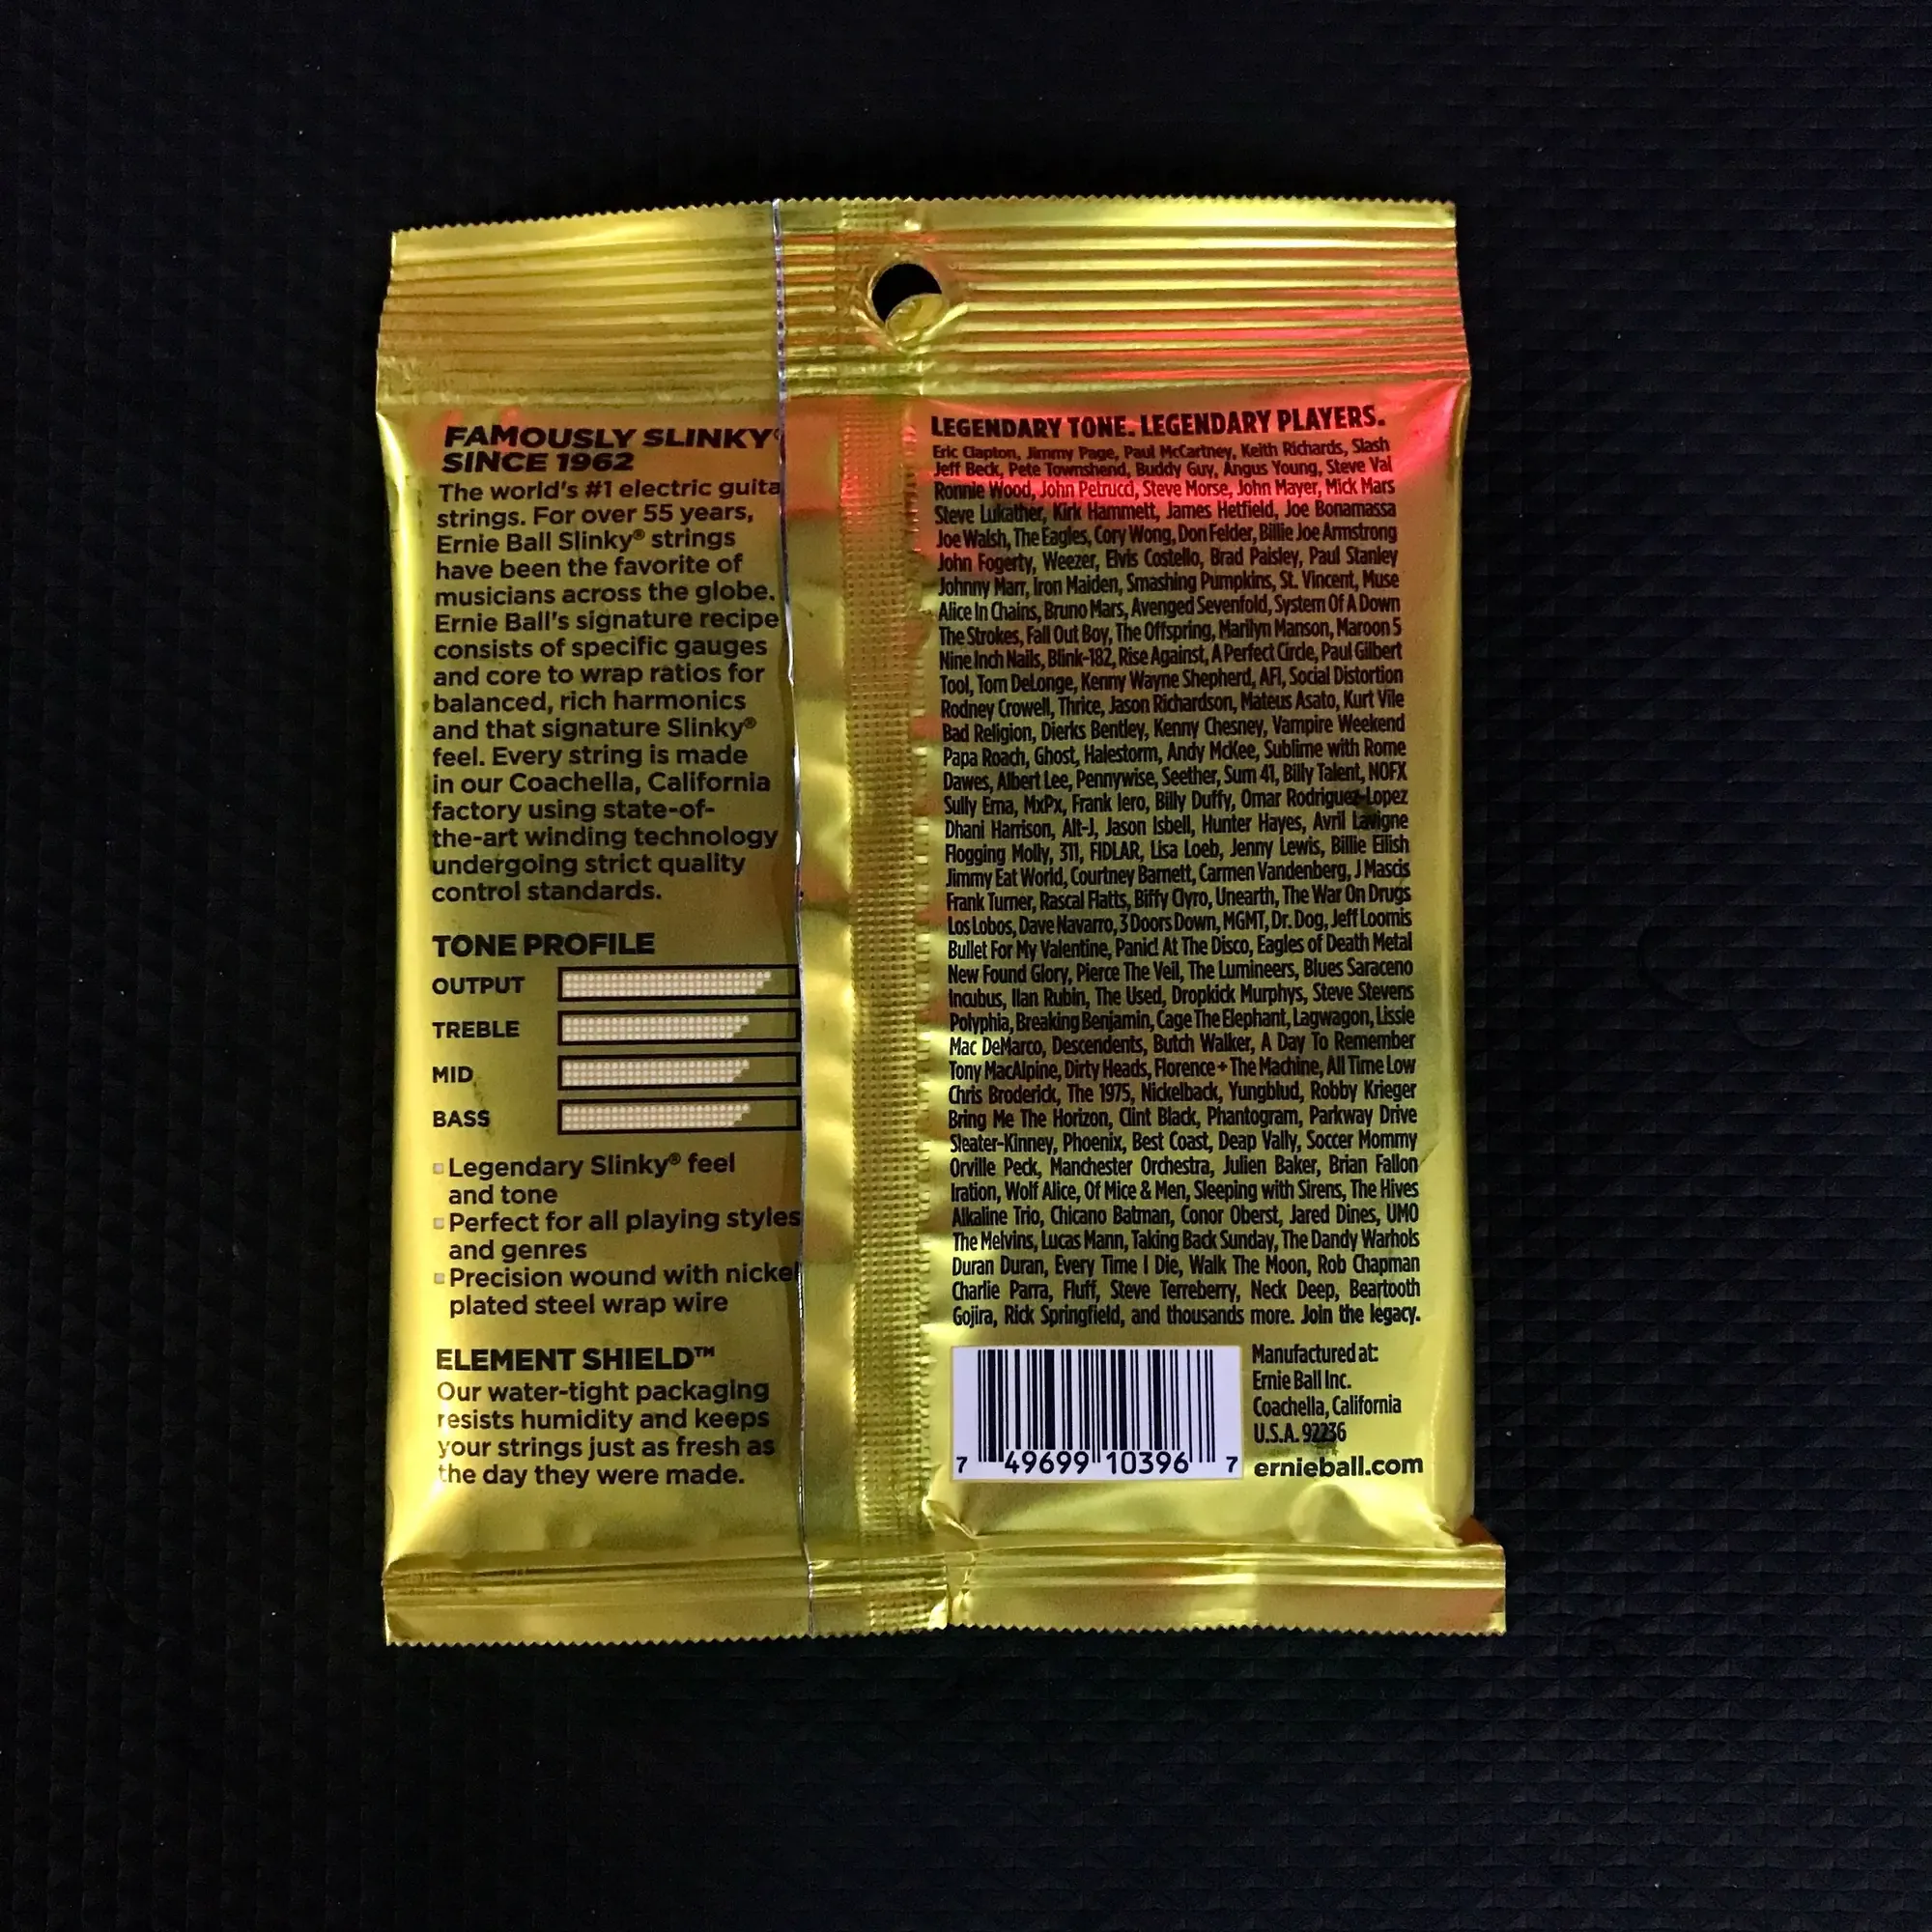 FAMOUSLY SLINKY®
SINCE 1962
The world's #1 electric guita
strings. For over 55 years,
Ernie Ball Slinky® strings
have been the favorite of
musicians across the globe.
Ernie Ball's signature recipe
consists of specific gauges
and core to wrap ratios for
balanced, rich harmonics
and that signature Slinky®
feel. Every string is made
in our Coachella, California
factory using state-of-
the-art winding technology
undergoing strict quality
control standards.
TONE PROFILE
OUTPUT
TREBLE
MID
BASS
Legendary Slinky® feel
and tone
Perfect for all playing styles
and genres
Precision wound with nickel
plated steel wrap wire
ELEMENT SHIELD™
Our water-tight packaging
resists humidity and keeps
your strings just as fresh as
the day they were made.
LEGENDARY TONE. LEGENDARY PLAYERS.
Eric Clapton, Jimmy Page, Paul McCartney, Keith Richards, Slash
Jeff Beck, Pete Townshend, Buddy Guy, Angus Young, Steve Vai
Ronnie Wood, John Petrucci, Steve Morse, John Mayer, Mick Mars
Steve Lukather, Kirk Hammett, James Hetfield, Joe Bonamassa
Joe Walsh, The Eagles, Cory Wong, Don Felder, Billie Joe Armstrong
John Fogerty, Weezer, Elvis Costello, Brad Paisley, Paul Stanley
Johnny Marr, Iron Maiden, Smashing Pumpkins, St. Vincent, Muse
Alice In Chains, Bruno Mars, Avenged Sevenfold, System Of A Down
The Strokes, Fall Out Boy, The Offspring, Marilyn Manson, Maroon 5
Nine Inch Nails, Blink-182, Rise Against, A Perfect Circle, Paul Gilbert
Tool, Tom DeLonge, Kenny Wayne Shepherd, AFI, Social Distortion
Rodney Crowell, Thrice, Jason Richardson, Mateus Asato, Kurt Vile
Bad Religion, Dierks Bentley, Kenny Chesney, Vampire Weekend
Papa Roach, Ghost, Halestorm, Andy McKee, Sublime with Rome
Dawes, Albert Lee, Pennywise, Seether, Sum 41, Billy Talent, NOFX
Sully Erna, MxPx, Frank Iero, Billy Duffy, Omar Rodriguez-Lopez
Dhani Harrison, Alt-J, Jason Isbell, Hunter Hayes, Avril Lavigne
Flogging Molly, 311, FIDLAR, Lisa Loeb, Jenny Lewis, Billie Eilish
Jimmy Eat World, Courtney Barnett, Carmen Vandenberg, J Mascis
Frank Turner, Rascal Flatts, Biffy Clyro, Unearth, The War On Drugs
Los Lobos, Dave Navarro, 3 Doors Down, MGMT, Dr. Dog, Jeff Loomis
Bullet For My Valentine, Panic! At The Disco, Eagles of Death Metal
New Found Glory, Pierce The Veil, The Lumineers, Blues Saraceno
Incubus, Ilan Rubin, The Used, Dropkick Murphys, Steve Stevens
Polyphia, Breaking Benjamin, Cage The Elephant, Lagwagon, Lissie
Mac DeMarco, Descendents, Butch Walker, A Day To Remember
Tony MacAlpine, Dirty Heads, Florence + The Machine, All Time Low
Chris Broderick, The 1975, Nickelback, Yungblud, Robby Krieger
Bring Me The Horizon, Clint Black, Phantogram, Parkway Drive
Sleater-Kinney, Phoenix, Best Coast, Deap Vally, Soccer Mommy
Orville Peck, Manchester Orchestra, Julien Baker, Brian Fallon
Iration, Wolf Alice, Of Mice & Men, Sleeping with Sirens, The Hives
Alkaline Trio, Chicano Batman, Conor Oberst, Jared Dines, UMO
The Melvins, Lucas Mann, Taking Back Sunday, The Dandy Warhols
Duran Duran, Every Time I Die, Walk The Moon, Rob Chapman
Charlie Parra, Fluff, Steve Terreberry, Neck Deep, Beartooth
Gojira, Rick Springfield, and thousands more. Join the legacy.
Manufactured at:
Ernie Ball Inc.
Coachella, California
U.S.A. 92236
ernieball.com
7 49699 10396 7